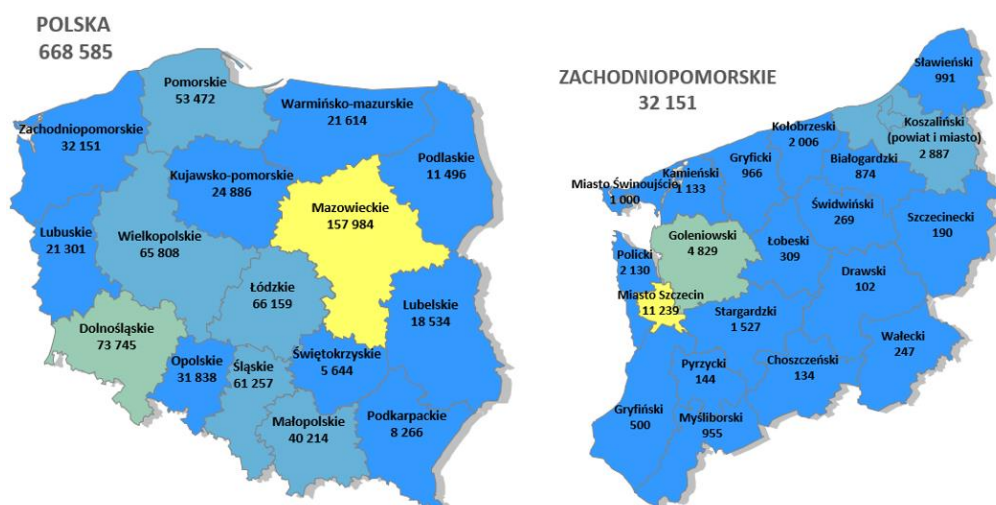 POLSKA
668 585
Pomorskie
53 472
Warmińsko-mazurskie
21 614
Zachodniopomorskie
32 151
Podlaskie
11 496
Kujawsko-pomorskie
24 886
Mazowieckie
157 984
Lubuskie
21 301
Wielkopolskie
65 808
Łódzkie
66 159
Lubelskie
18 534
Dolnośląskie
73 745
Opolskie
31 838
Śląskie
61 257
Świętokrzyskie
5 644
Małopolskie
40 214
Podkarpackie
8 266
ZACHODNIOPOMORSKIE
32 151
Sławieński
991
Koszaliński
(powiat i miasto)
2 887
Kołobrzeski
2 006
Białogardzki
874
Gryficki
966
Kamieński
1 133
Miasto Świnoujście
1 000
Świdwiński
269
Szczecinecki
190
Goleniowski
4 829
Łobeski
309
Policki
2 130
Drawski
102
Miasto Szczecin
11 239
Stargardzki
1 527
Wałecki
247
Pyrzycki
144
Choszczeński
134
Gryfiński
500
Myśliborski
955